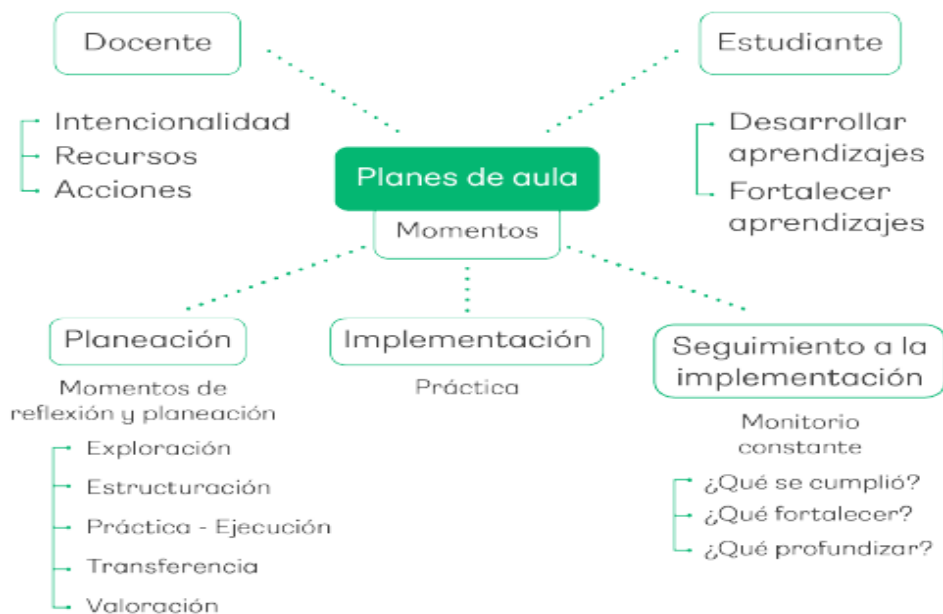 Docente
Estudiante
Intencionalidad
Recursos
Acciones
Desarrollar
aprendizajes
Fortalecer
aprendizajes
Planes de aula
Momentos
Planeación
Momentos de
reflexión y planeación
Exploración
Estructuración
Práctica - Ejecución
Transferencia
Valoración
Implementación
Práctica
Seguimiento a la
implementación
Monitorio
constante
¿Qué se cumplió?
¿Qué fortalecer?
¿Qué profundizar?